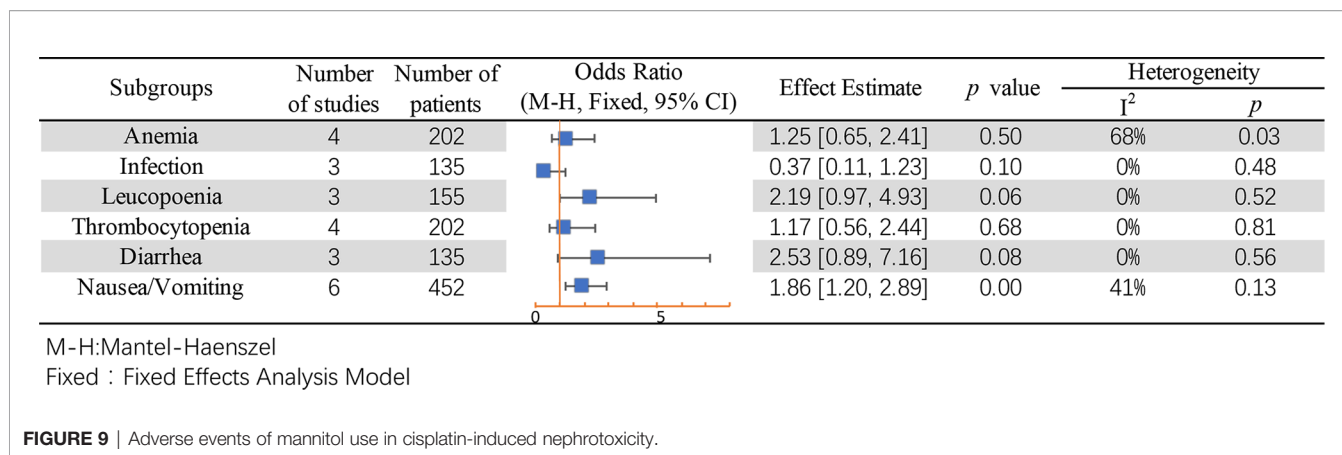 Subgroups Number of studies Number of patients Odds Ratio (M-H, Fixed, 95% CI) Effect Estimate p value Heterogeneity
I² p
Anemia 4 202 1.25 [0.65, 2.41] 0.50 68% 0.03
Infection 3 135 0.37 [0.11, 1.23] 0.10 0% 0.48
Leucopoenia 3 155 2.19 [0.97, 4.93] 0.06 0% 0.52
Thrombocytopenia 4 202 1.17 [0.56, 2.44] 0.68 0% 0.81
Diarrhea 3 135 2.53 [0.89, 7.16] 0.08 0% 0.56
Nausea/Vomiting 6 452 1.86 [1.20, 2.89] 0.00 41% 0.13
0 5
M-H:Mantel-Haenszel
Fixed：Fixed Effects Analysis Model
FIGURE 9 | Adverse events of mannitol use in cisplatin-induced nephrotoxicity.